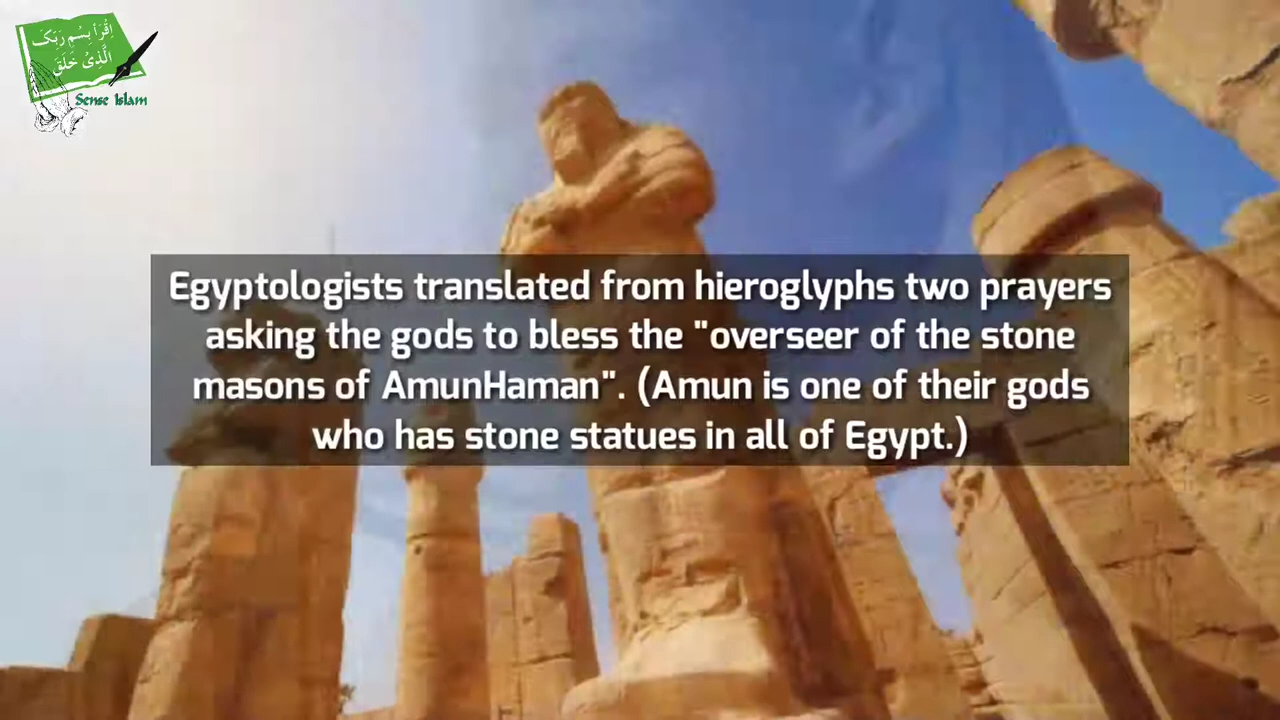 اِقْرَأْ بِسْمِ رَبِّكَ
الَّذِىْ خَلَقَ
Sense Islam
Egyptologists translated from hieroglyphs two prayers
asking the gods to bless the "overseer of the stone
masons of AmunHaman". (Amun is one of their gods
who has stone statues in all of Egypt.)